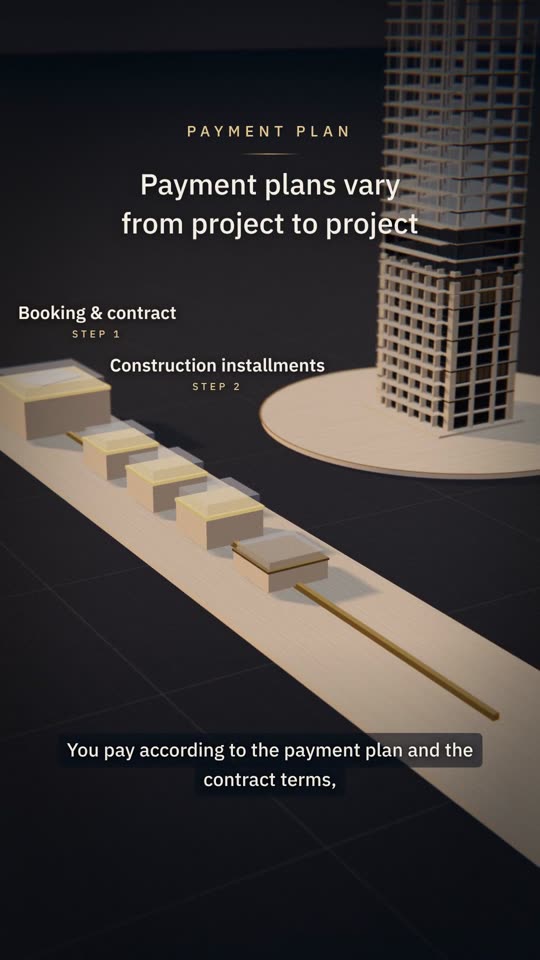 PAYMENT PLAN
Payment plans vary
from project to project
Booking & contract
STEP 1
Construction installments
STEP 2
You pay according to the payment plan and the
contract terms,